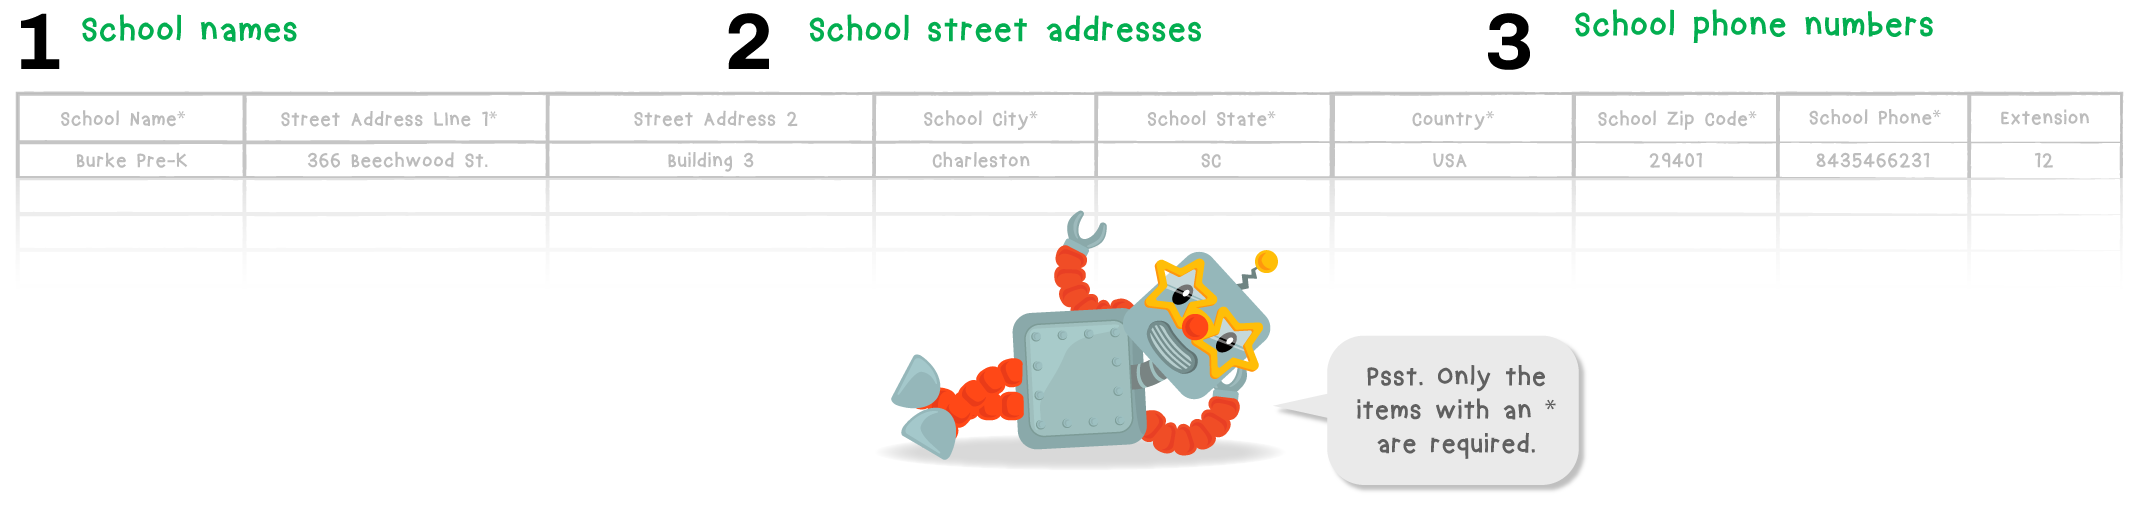 1 School names 2 School street addresses 3 School phone numbers
School Name* Street Address Line 1* Street Address 2 School City* School State* Country* School Zip Code* School Phone* Extension
Burke Pre-K 366 Beechwood St. Building 3 Charleston SC USA 29401 8435466231 12
Psst. Only the
items with an *
are required.